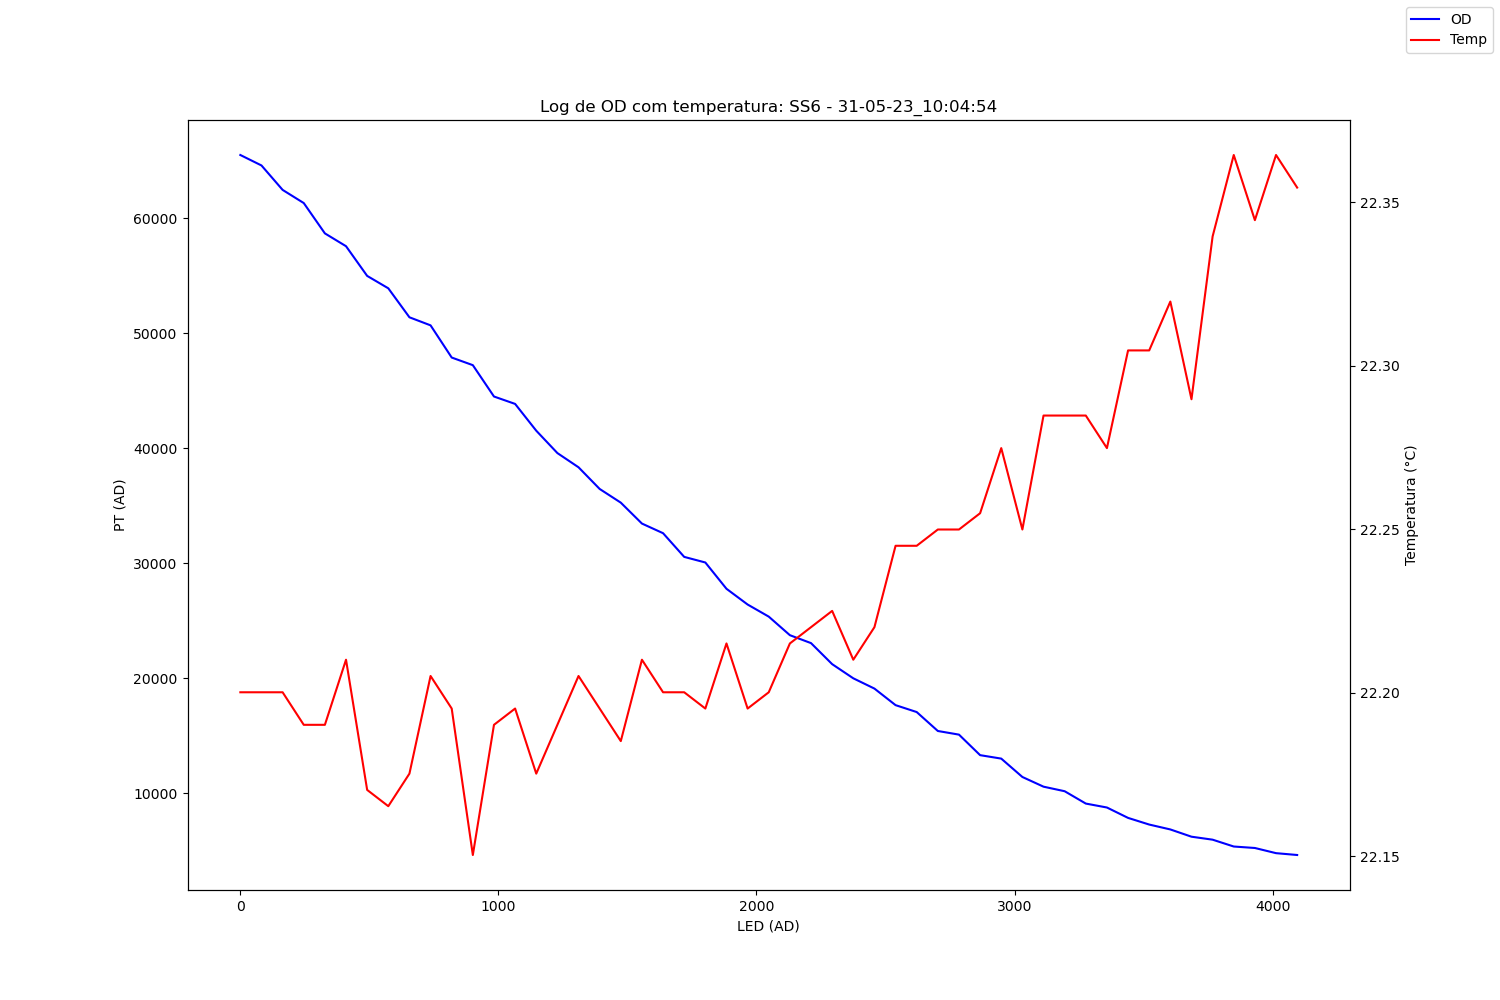 OD
Temp
Log de OD com temperatura: SS6 - 31-05-23_10:04:54
60000
50000
40000
30000
20000
10000
PT (AD)
22.35
22.30
22.25
22.20
22.15
Temperatura (°C)
0 1000 2000 3000 4000
LED (AD)